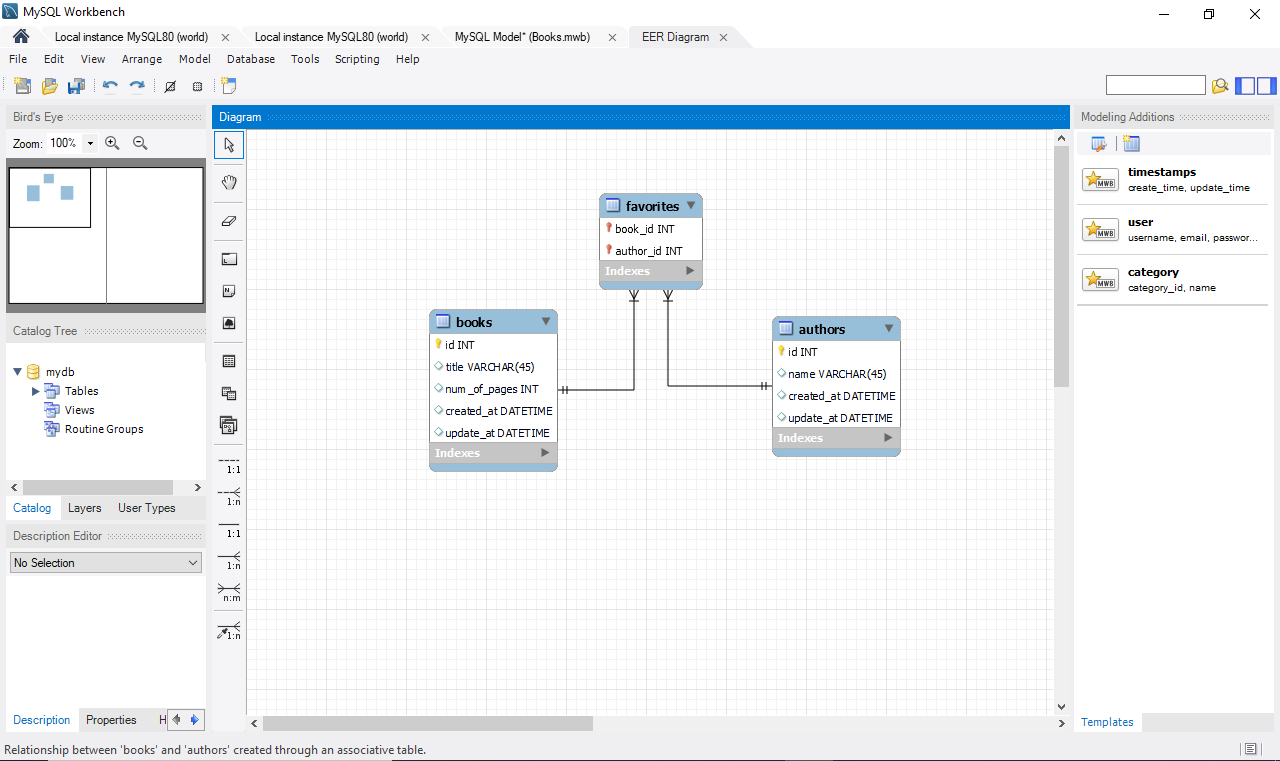 MySQL Workbench
Local instance MySQL80 (world)
Local instance MySQL80 (world)
MySQL Model* (Books.mwb)
EER Diagram
File Edit View Arrange Model Database Tools Scripting Help
Bird's Eye
Zoom: 100%
Catalog Tree
mydb
Tables
Views
Routine Groups
Catalog Layers User Types
Description Editor
No Selection
Description Properties H
Diagram
1:1
1:n
1:1
1:n
n:m
1:n
favorites
book_id INT
author_id INT
Indexes
books
id INT
title VARCHAR(45)
num_of_pages INT
created_at DATETIME
update_at DATETIME
Indexes
authors
id INT
name VARCHAR(45)
created_at DATETIME
update_at DATETIME
Indexes
Modeling Additions
MWB
timestamps
create_time, update_time
MWB
user
username, email, passwor...
MWB
category
category_id, name
Templates
Relationship between 'books' and 'authors' created through an associative table.